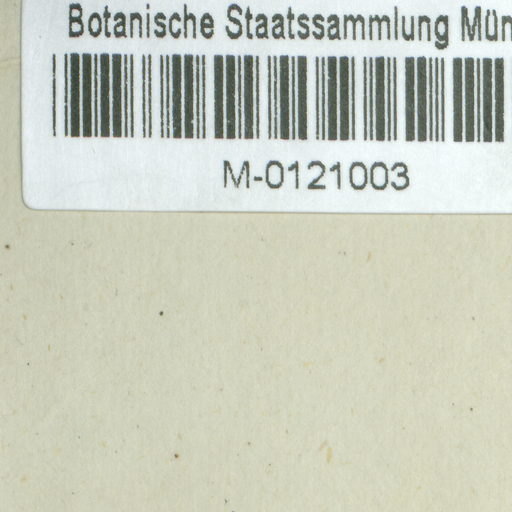 Botanische Staatssammlung Mün
M-0121003